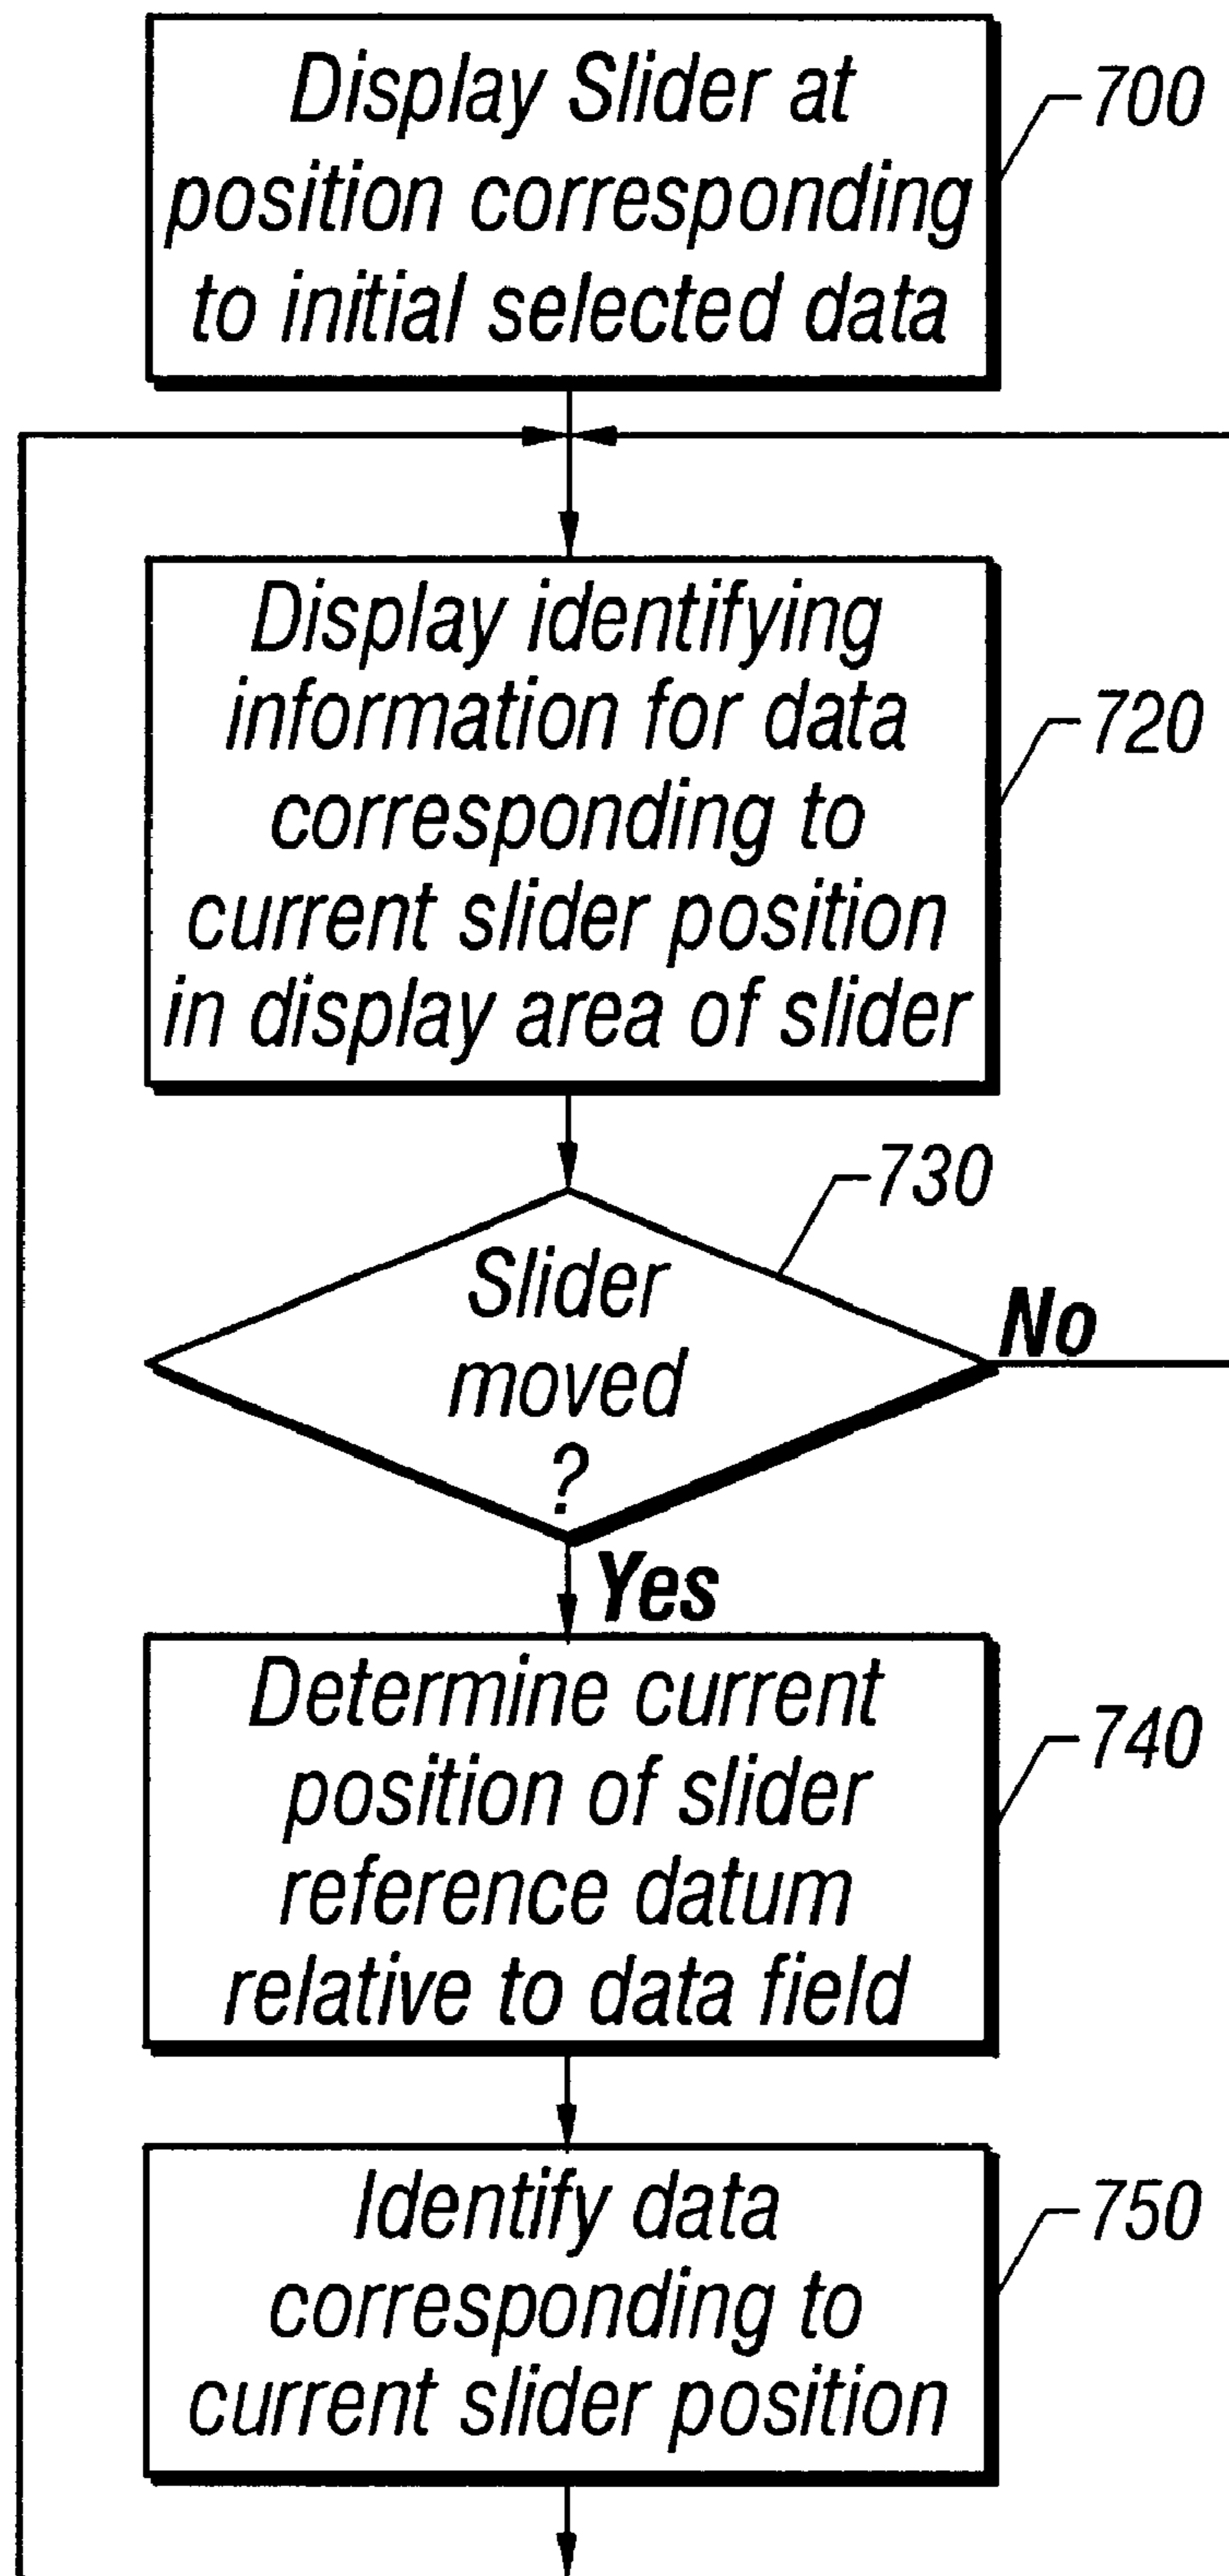 Display Slider at
position corresponding
to initial selected data
700
Display identifying
information for data
corresponding to
current slider position
in display area of slider
720
730
Slider
moved
?
No
Yes
Determine current
position of slider
reference datum
relative to data field
740
Identify data
corresponding to
current slider position
750